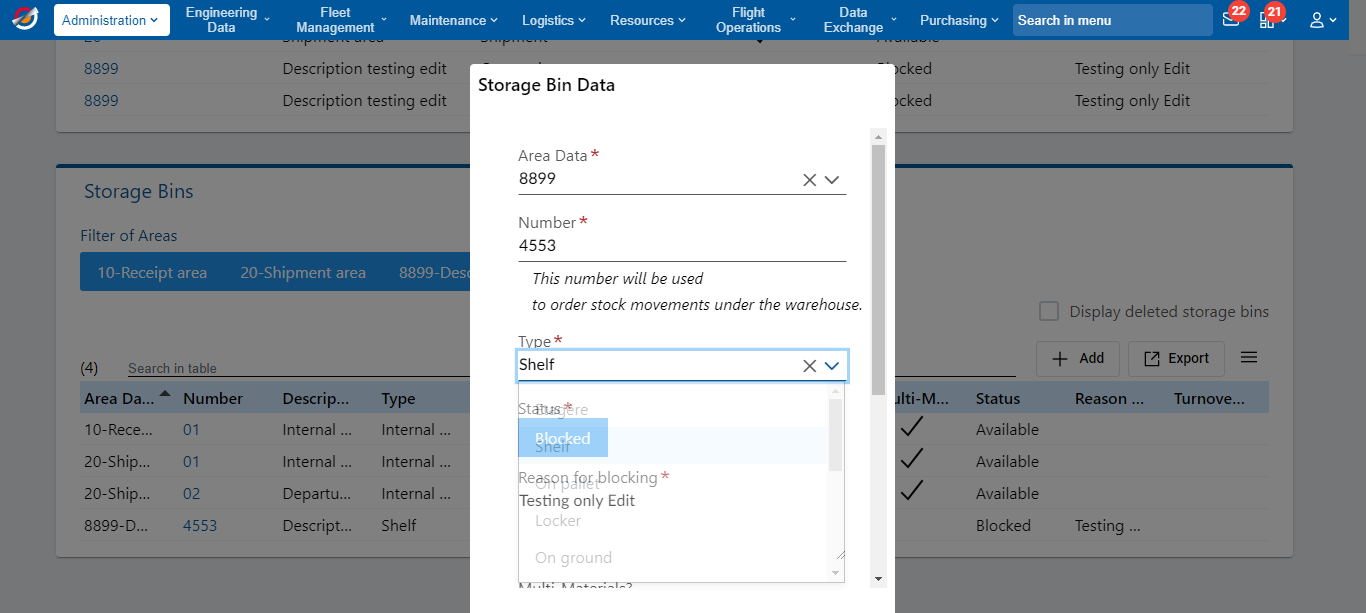 Administration
Engineering Data
Fleet Management
Maintenance
Logistics
Resources
Flight Operations
Data Exchange
Purchasing
Search in menu
22
21
20 Shipment area Shipment Available
8899 Description testing edit Blocked Testing only Edit
8899 Description testing edit Blocked Testing only Edit
Storage Bin Data
Area Data*
8899
Number*
4553
This number will be used
to order stock movements under the warehouse.
Type*
Shelf
Status*
Etagere
Blocked
Shelf
Reason for blocking*
On pallet
Testing only Edit
Locker
On ground
Multi-Materials?
Storage Bins
Filter of Areas
10-Receipt area 20-Shipment area 8899-Desc
Display deleted storage bins
(4) Search in table
Add Export
Area Da... Number Descrip... Type ulti-M... Status Reason ... Turnove...
10-Rece... 01 Internal ... Internal ... Available
20-Ship... 01 Internal ... Internal ... Available
20-Ship... 02 Departu... Internal ... Available
8899-D... 4553 Descript... Shelf Blocked Testing ...